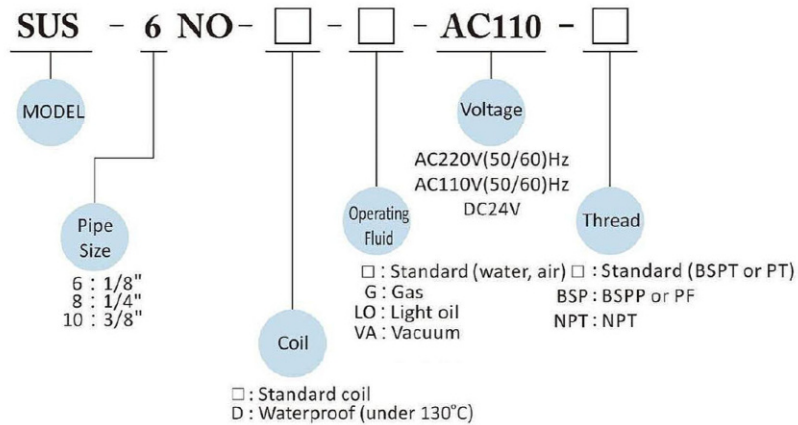 SUS - 6 NO - □ - □ - AC110 - □
MODEL
Voltage
AC220V(50/60)Hz
AC110V(50/60)Hz
DC24V
Pipe
Size
6 : 1/8"
8 : 1/4"
10 : 3/8"
Operating
Fluid
□ : Standard (water, air)
G : Gas
LO : Light oil
VA : Vacuum
Thread
□ : Standard (BSPT or PT)
BSP : BSPP or PF
NPT : NPT
Coil
□ : Standard coil
D : Waterproof (under 130°C)